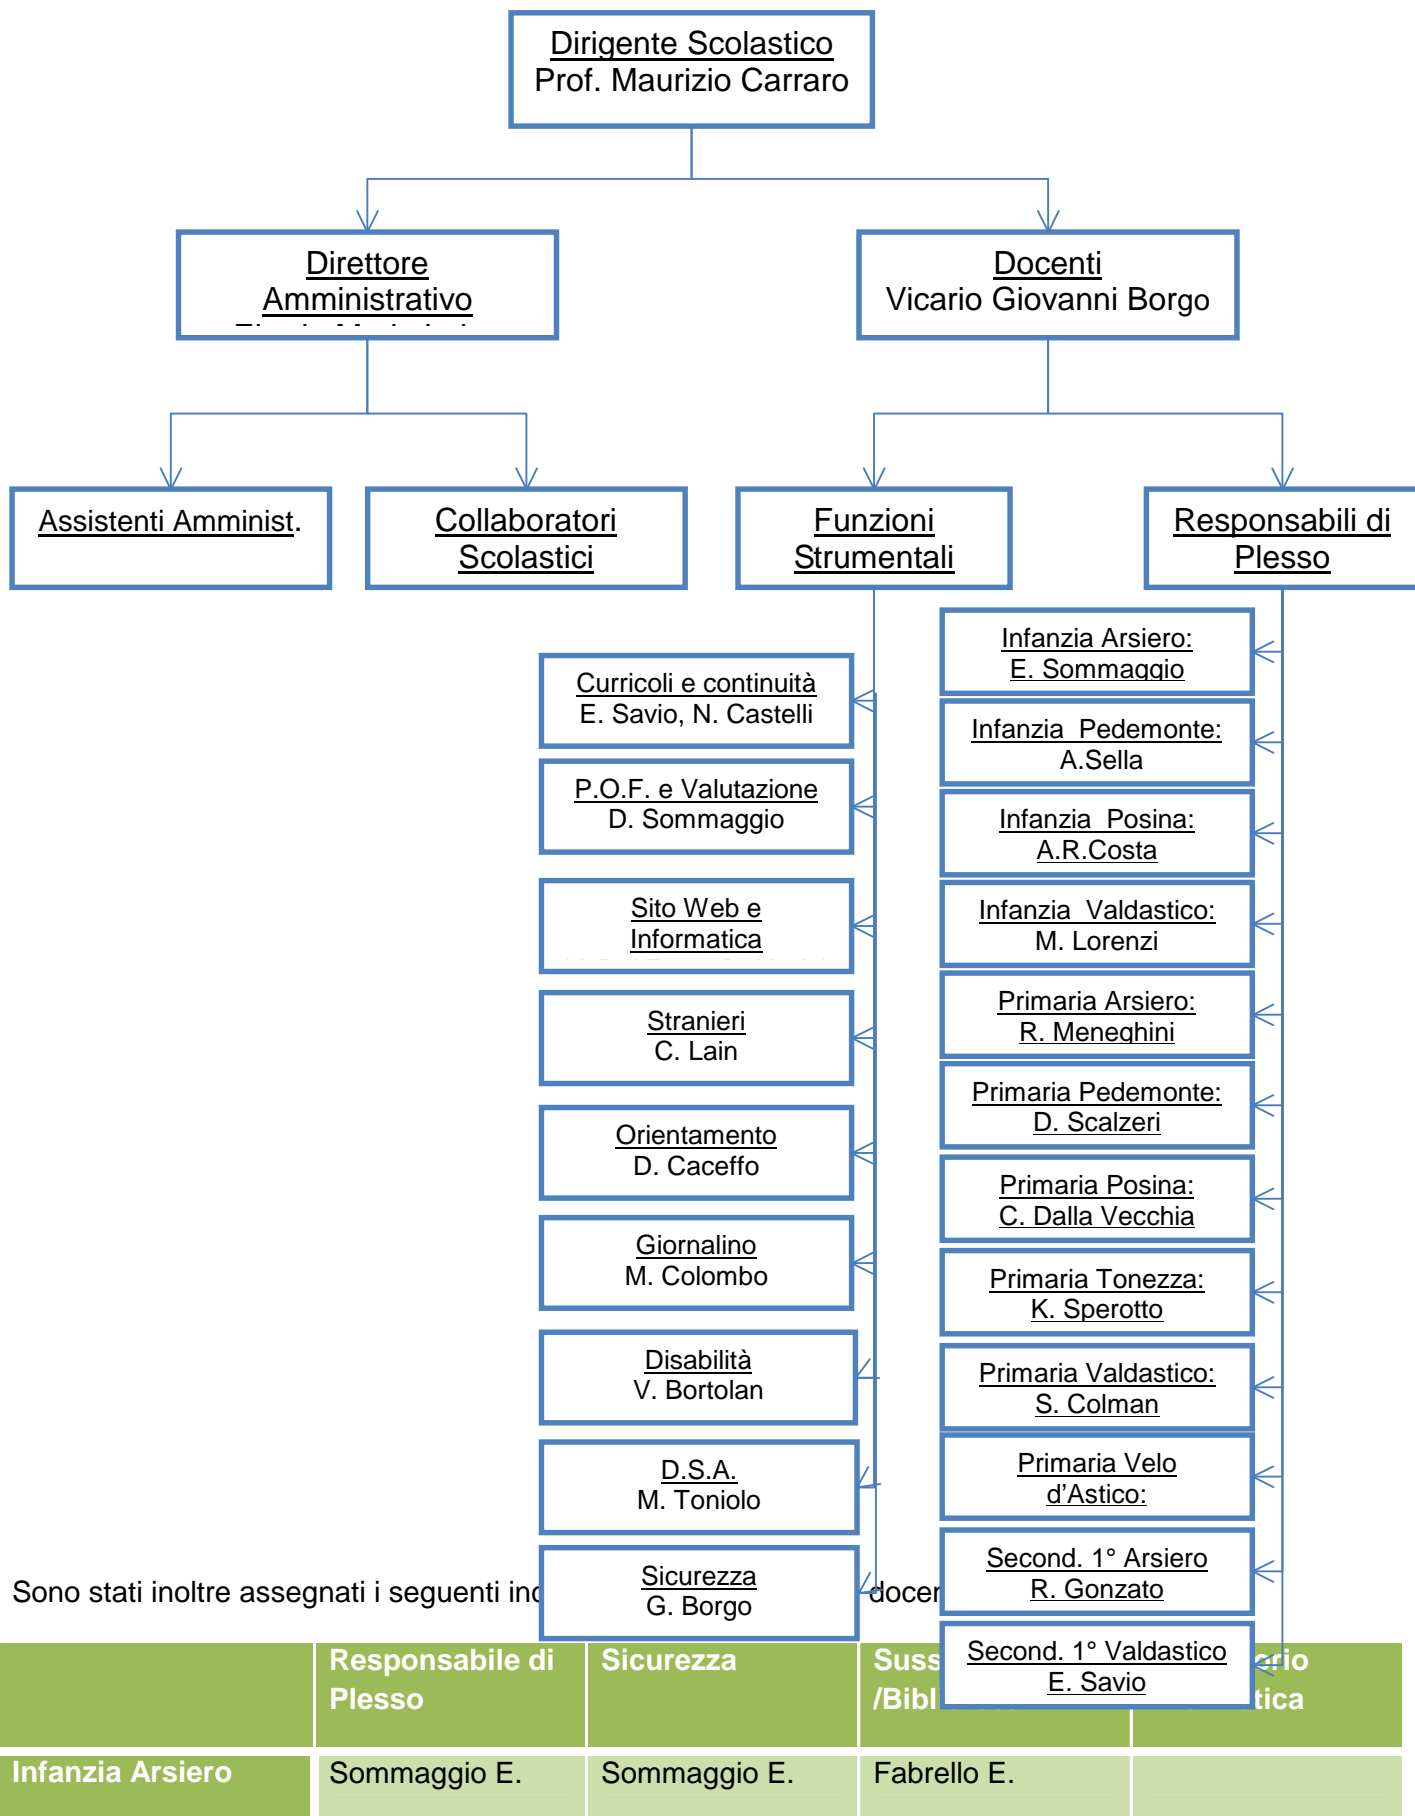 Dirigente Scolastico
Prof. Maurizio Carraro
Direttore
Amministrativo
Docenti
Vicario Giovanni Borgo
Assistenti Amminist.
Collaboratori
Scolastici
Funzioni
Strumentali
Responsabili di
Plesso
Curricoli e continuità
E. Savio, N. Castelli
P.O.F. e Valutazione
D. Sommaggio
Sito Web e
Informatica
Stranieri
C. Lain
Orientamento
D. Caceffo
Giornalino
M. Colombo
Disabilità
V. Bortolan
D.S.A.
M. Toniolo
Sicurezza
G. Borgo
Infanzia Arsiero:
E. Sommaggio
Infanzia  Pedemonte:
A.Sella
Infanzia  Posina:
A.R.Costa
Infanzia  Valdastico:
M. Lorenzi
Primaria Arsiero:
R. Meneghini
Primaria Pedemonte:
D. Scalzeri
Primaria Posina:
C. Dalla Vecchia
Primaria Tonezza:
K. Sperotto
Primaria Valdastico:
S. Colman
Primaria Velo
d'Astico:
Second. 1° Arsiero
R. Gonzato
Second. 1° Valdastico
E. Savio
Sono stati inoltre assegnati i seguenti
Responsabile di
Plesso
Sicurezza
Infanzia Arsiero
Sommaggio E.
Sommaggio E.
Fabrello E.